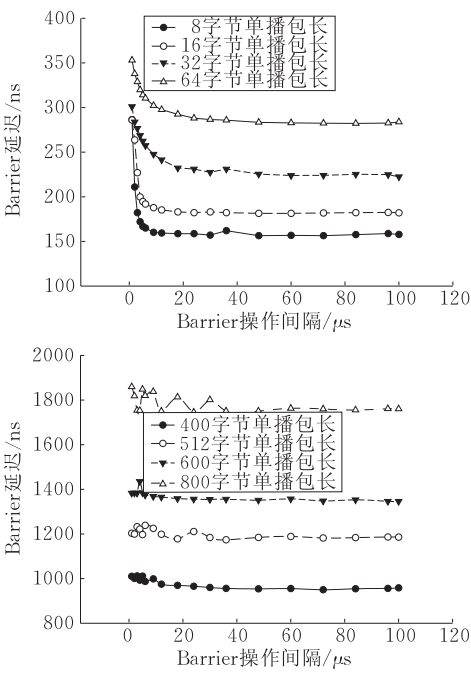 400
350
300
250
200
150
100
Barrier延迟/ns
8字节单播包长
16字节单播包长
32字节单播包长
64字节单播包长
0 20 40 60 80 100 120
Barrier操作间隔/μs
2000
1800
1600
1400
1200
1000
800
Barrier延迟/ns
400字节单播包长
512字节单播包长
600字节单播包长
800字节单播包长
0 20 40 60 80 100 120
Barrier操作间隔/μs